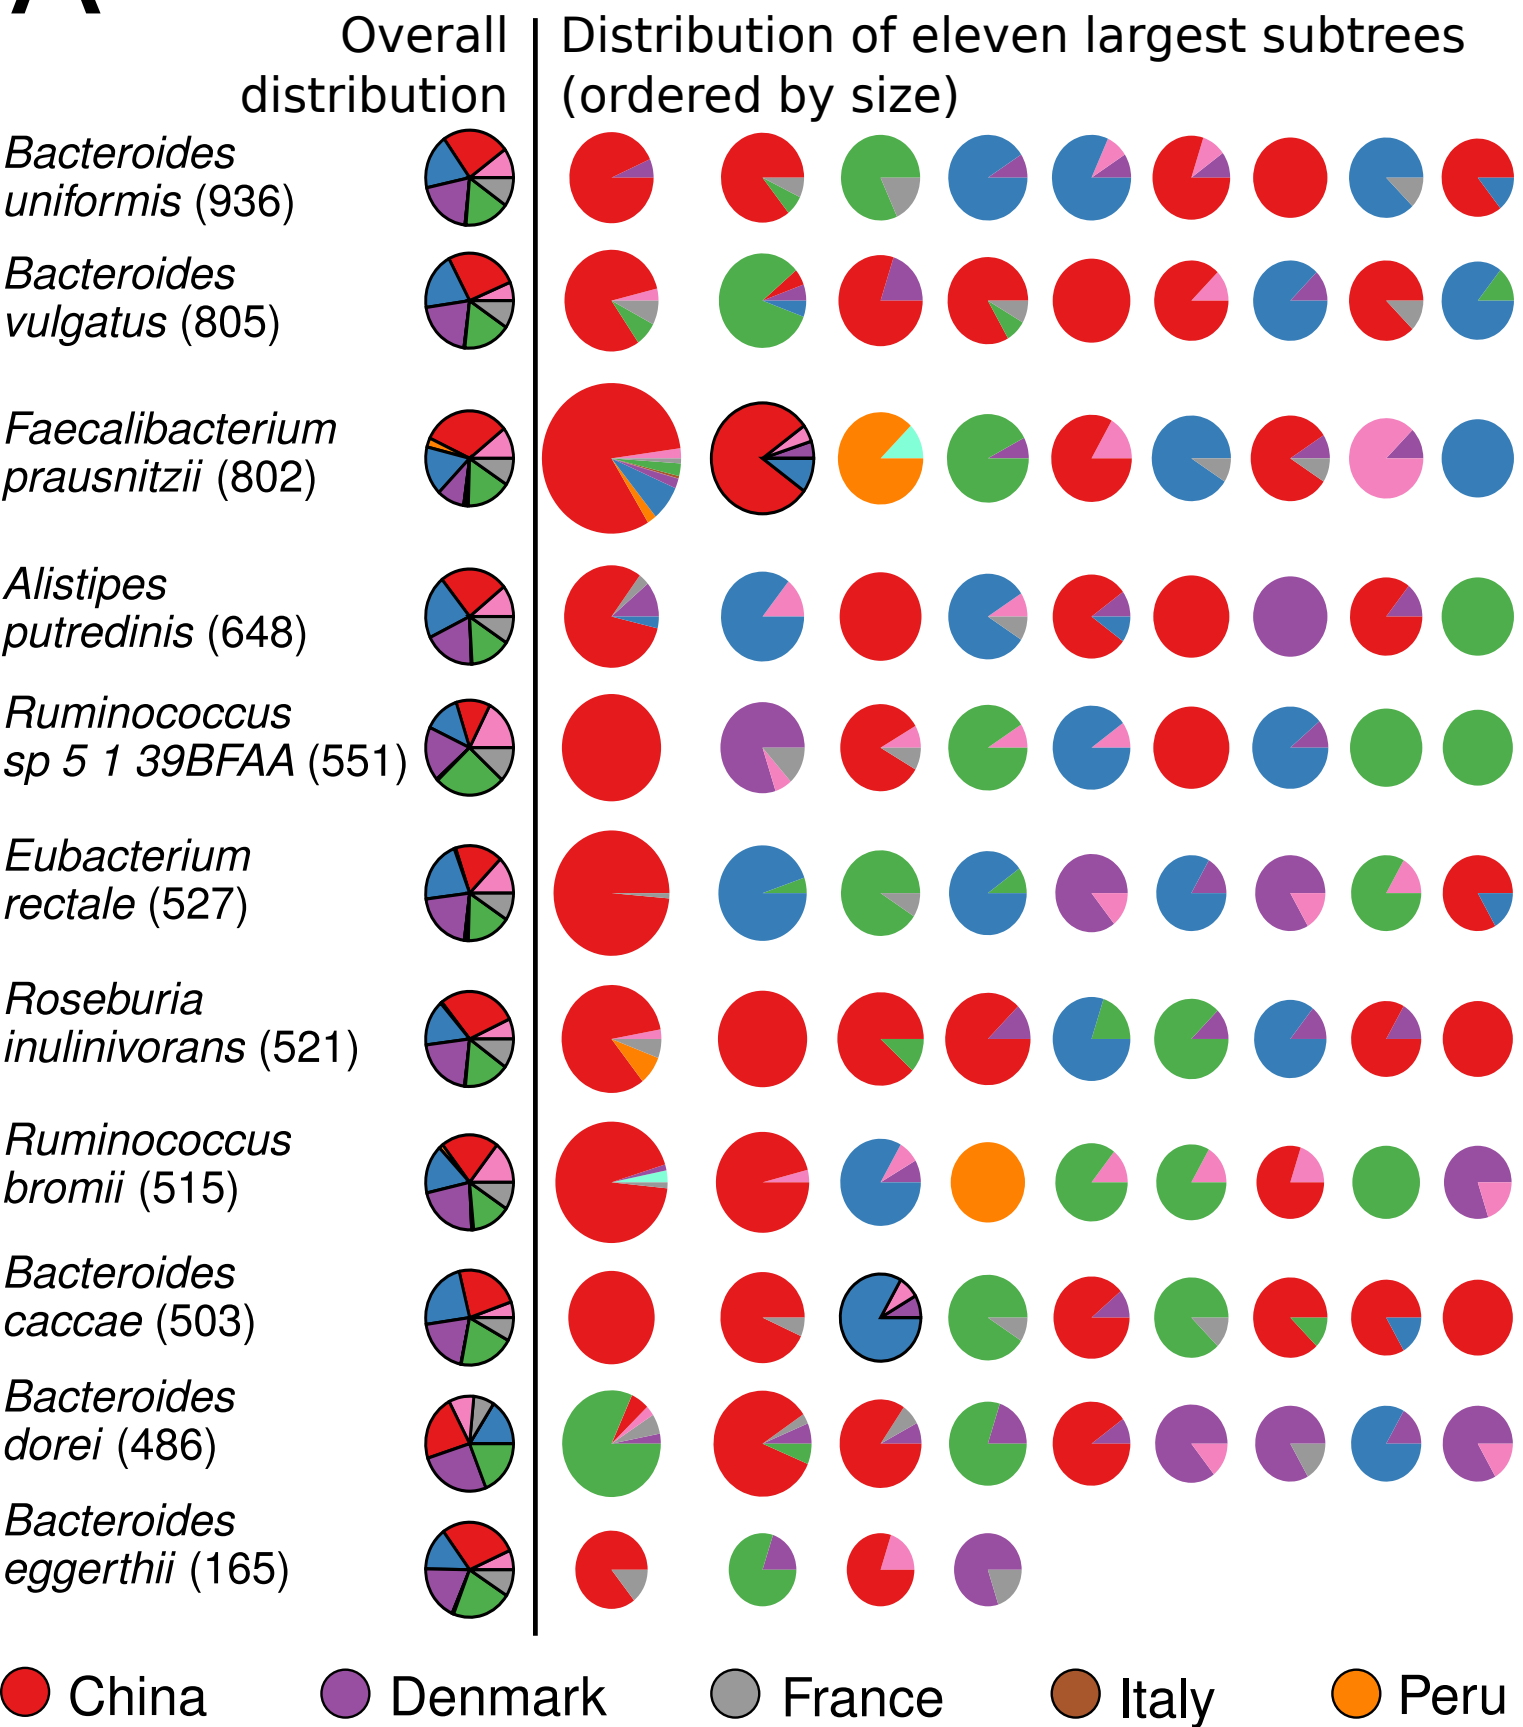 Overall
distribution
Distribution of eleven largest subtrees
(ordered by size)
Bacteroides
uniformis (936)
Bacteroides
vulgatus (805)
Faecalibacterium
prausnitzii (802)
Alistipes
putredinis (648)
Ruminococcus
sp 5 1 39BFAA (551)
Eubacterium
rectale (527)
Roseburia
inulinivorans (521)
Ruminococcus
bromii (515)
Bacteroides
caccae (503)
Bacteroides
dorei (486)
Bacteroides
eggerthii (165)
China Denmark France Italy Peru